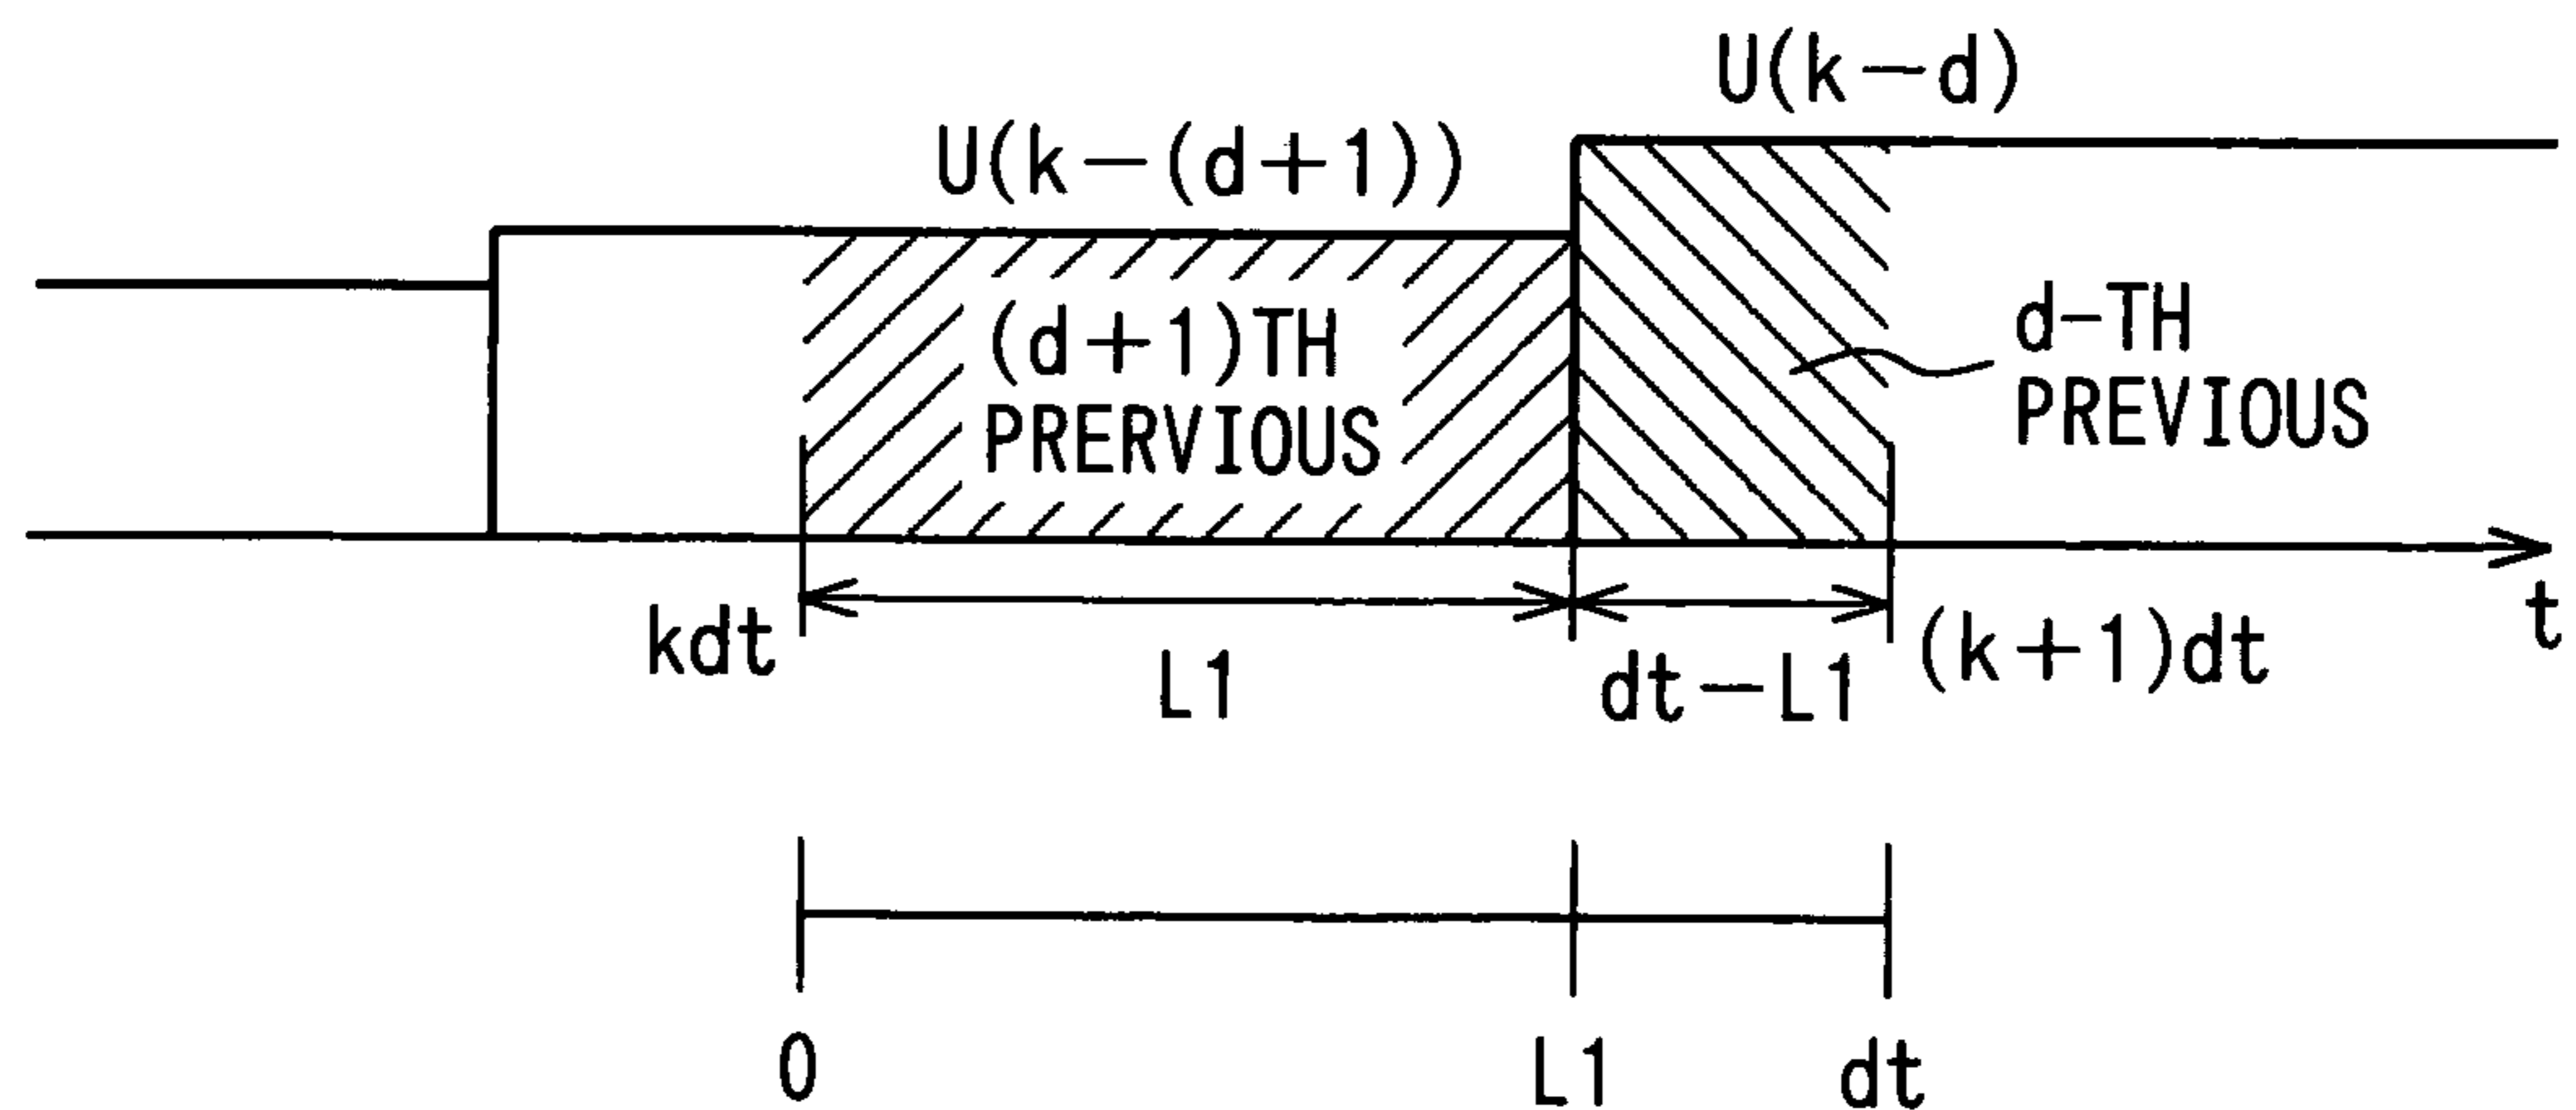 U(k-d)
U(k-(d+1))
(d+1)TH
PRERVIOUS
d-TH
PREVIOUS
kdt
L1
dt-L1
(k+1)dt
t
0
L1
dt